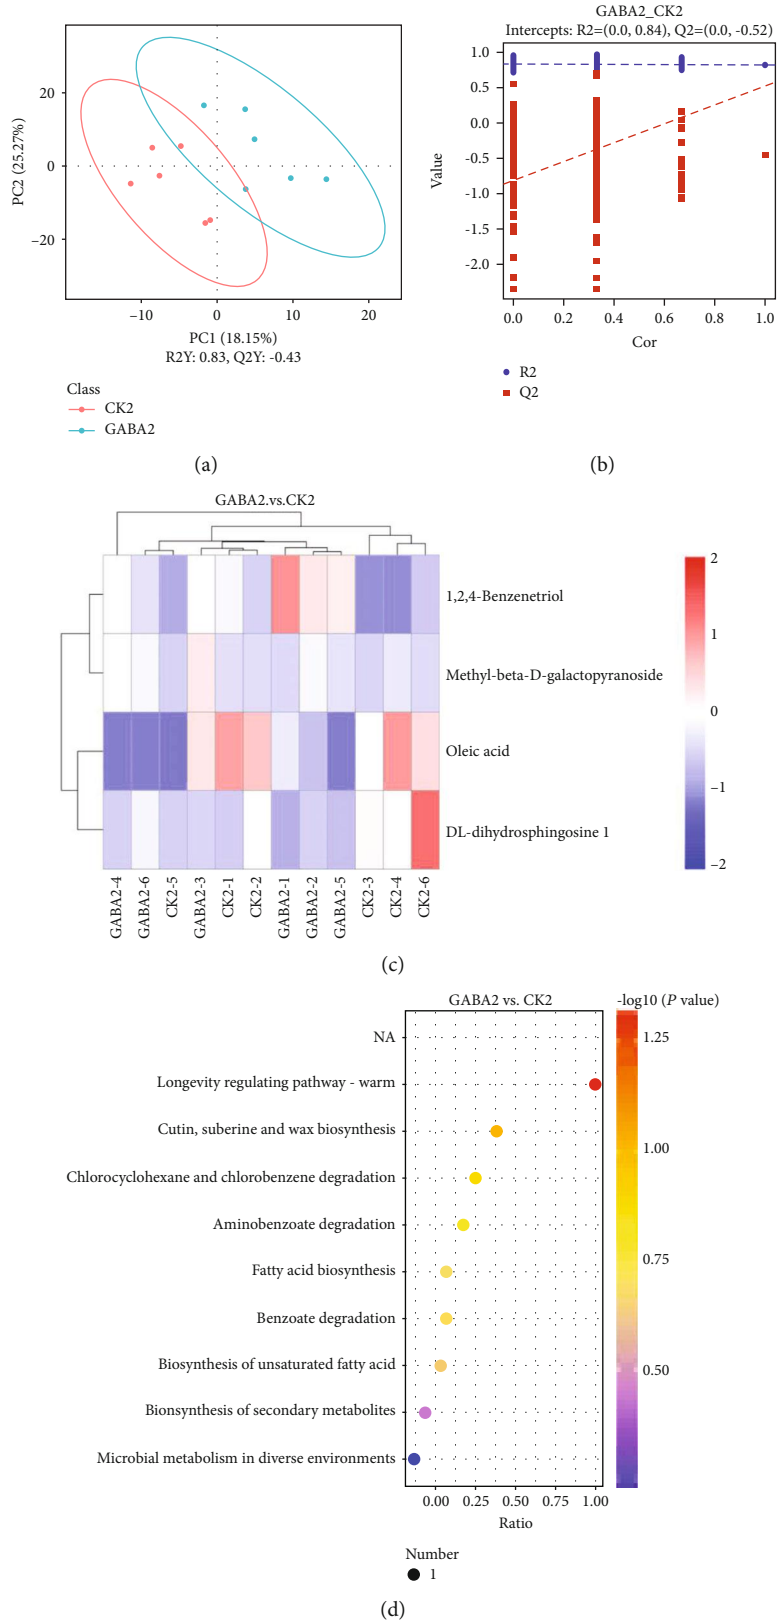 20
0
−20
PC2 (25.27%)
−10
0
10
20
PC1 (18.15%)
R2Y: 0.83, Q2Y: -0.43
Class
CK2
GABA2
(a)
GABA2_CK2
Intercepts: R2=(0.0, 0.84), Q2=(0.0, -0.52)
1.0
0.5
0.0
-0.5
-1.0
-1.5
-2.0
Value
0.0
0.2
0.4
0.6
0.8
1.0
Cor
R2
Q2
(b)
GABA2.vs.CK2
1,2,4-Benzenetriol
Methyl-beta-D-galactopyranoside
Oleic acid
DL-dihydrosphingosine 1
GABA2-4
GABA2-6
CK2-5
GABA2-3
CK2-1
CK2-2
GABA2-1
GABA2-2
GABA2-5
CK2-3
CK2-4
CK2-6
2
1
0
−1
−2
(c)
GABA2 vs. CK2
NA
Longevity regulating pathway - warm
Cutin, suberine and wax biosynthesis
Chlorocyclohexane and chlorobenzene degradation
Aminobenzoate degradation
Fatty acid biosynthesis
Benzoate degradation
Biosynthesis of unsaturated fatty acid
Bionsynthesis of secondary metabolites
Microbial metabolism in diverse environments
0.00
0.25
0.50
0.75
1.00
Ratio
-log10 (P value)
1.25
1.00
0.75
0.50
Number
1
(d)